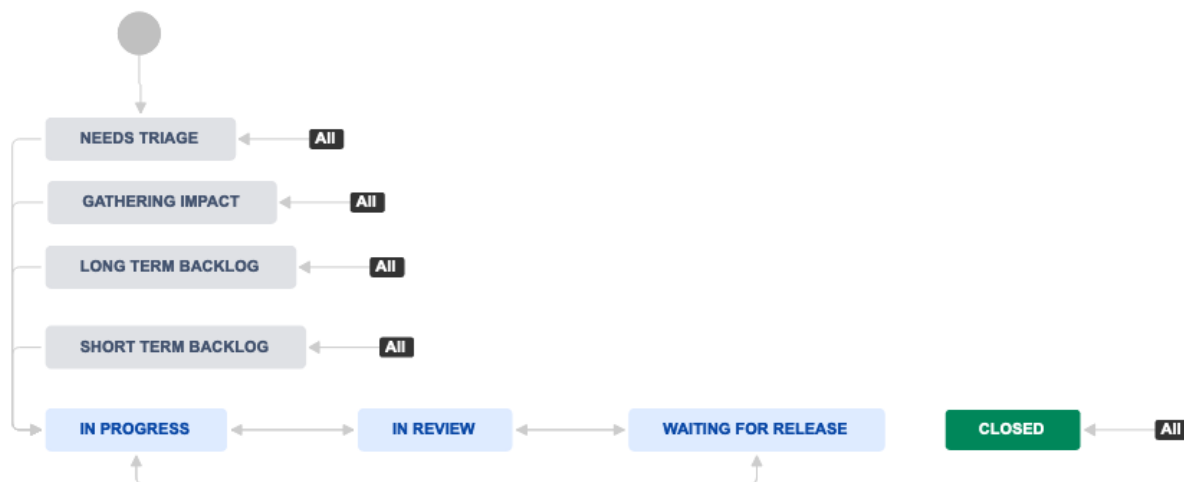 NEEDS TRIAGE All
GATHERING IMPACT All
LONG TERM BACKLOG All
SHORT TERM BACKLOG All
IN PROGRESS IN REVIEW WAITING FOR RELEASE CLOSED All